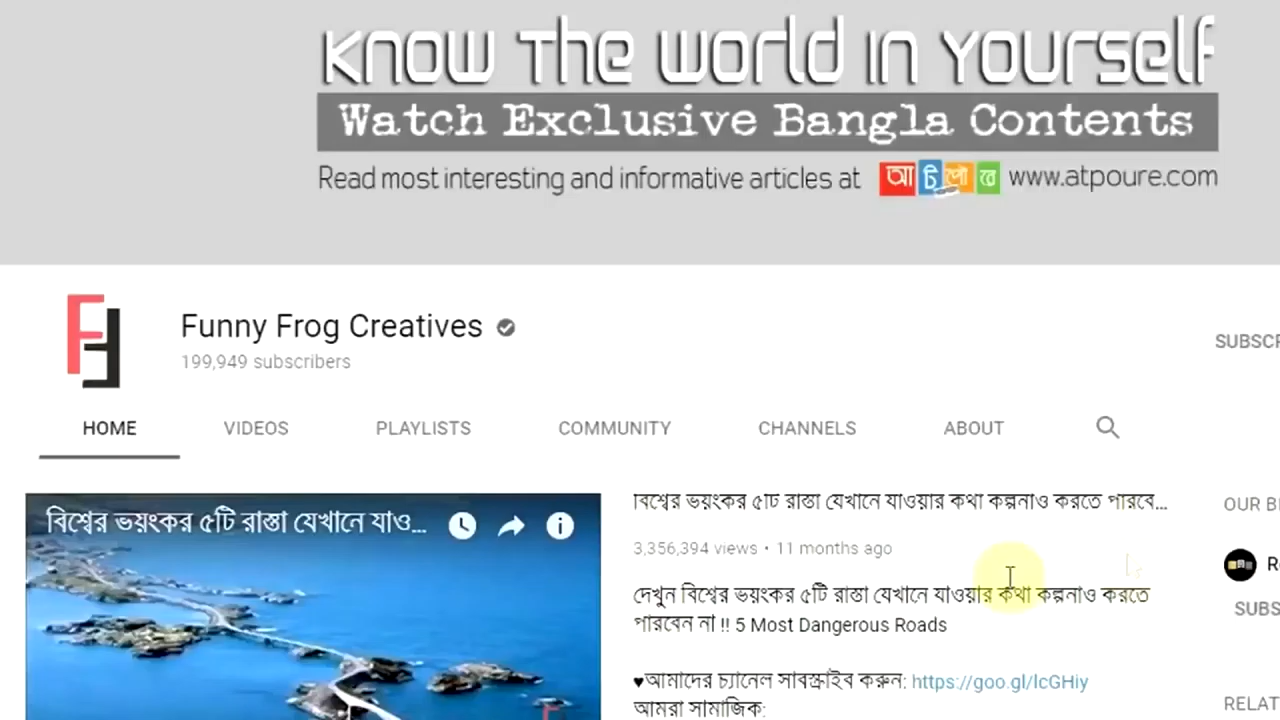 Know The World In Yourself
Watch Exclusive Bangla Contents
Read most interesting and informative articles at আটপৌরে www.atpoure.com
Funny Frog Creatives
199,949 subscribers
SUBSCR
HOME VIDEOS PLAYLISTS COMMUNITY CHANNELS ABOUT
বিশ্বের ভয়ংকর ৫টি রাস্তা যেখানে যাও...
বিশ্বের ভয়ংকর ৫টি রাস্তা যেখানে যাওয়ার কথা কল্পনাও করতে পারবে...
OUR B
3,356,394 views • 11 months ago
R
দেখুন বিশ্বের ভয়ংকর ৫টি রাস্তা যেখানে যাওয়ার কথা কল্পনাও করতে
পারবেন না !! 5 Most Dangerous Roads
SUBS
♥আমাদের চ্যানেল সাবস্ক্রাইব করুন: https://goo.gl/lcGHiy
আমরা সামাজিক:
RELAT